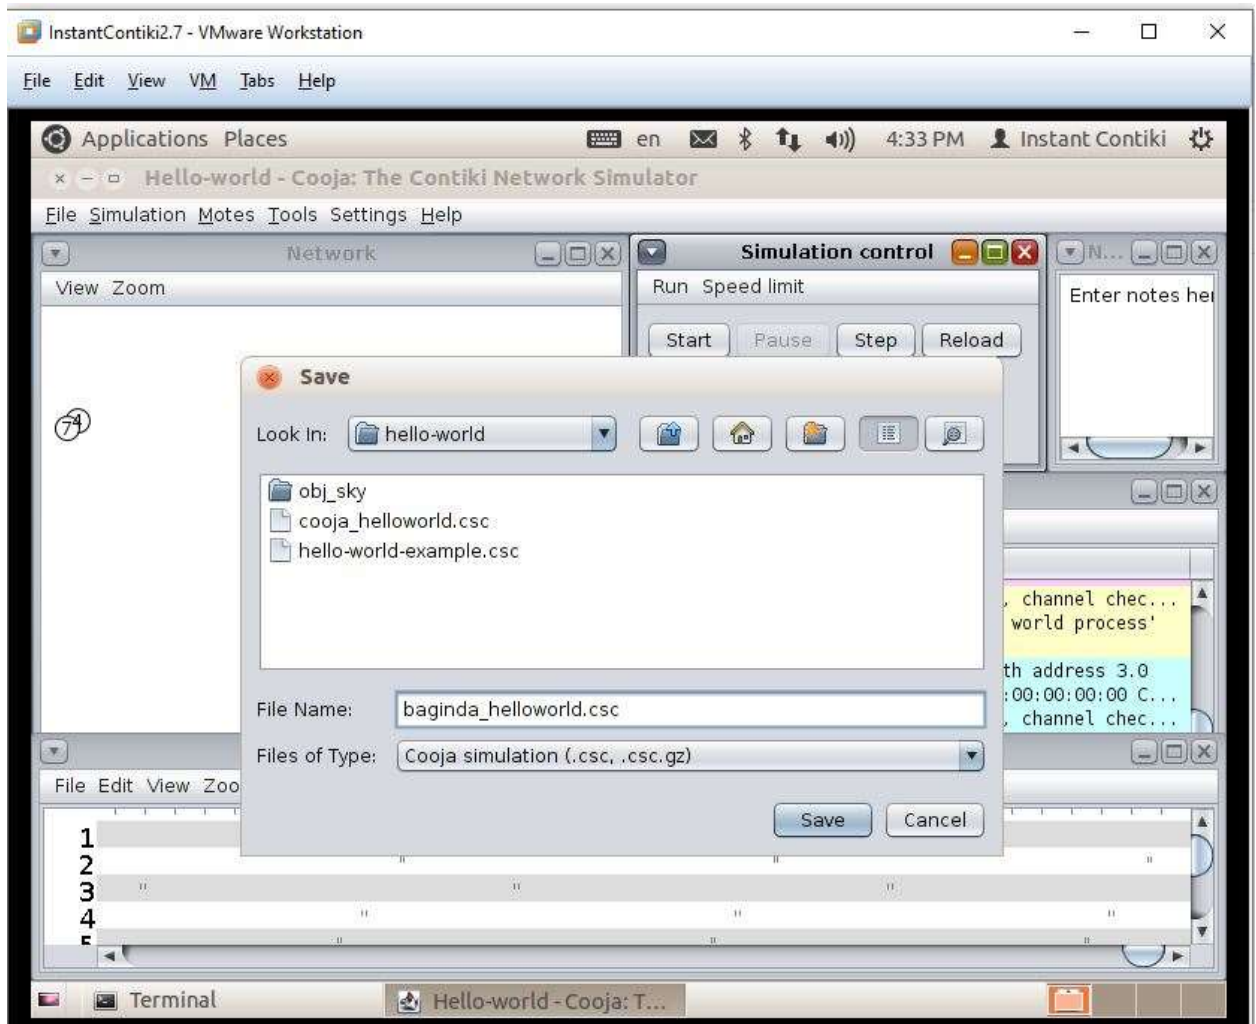 InstantContiki2.7 - VMware Workstation
File Edit View VM Tabs Help
Applications Places en 4:33 PM Instant Contiki
Hello-world - Cooja: The Contiki Network Simulator
File Simulation Motes Tools Settings Help
Network
View Zoom
7 4
Simulation control
Run Speed limit
Start Pause Step Reload
N...
Enter notes her
Save
Look In: hello-world
obj_sky
cooja_helloworld.csc
hello-world-example.csc
File Name: baginda_helloworld.csc
Files of Type: Cooja simulation (.csc, .csc.gz)
Save Cancel
, channel chec...
world process'
th address 3.0
:00:00:00:00 C...
, channel chec...
File Edit View Zoo
1
2
3
4
5
Terminal Hello-world - Cooja: T...